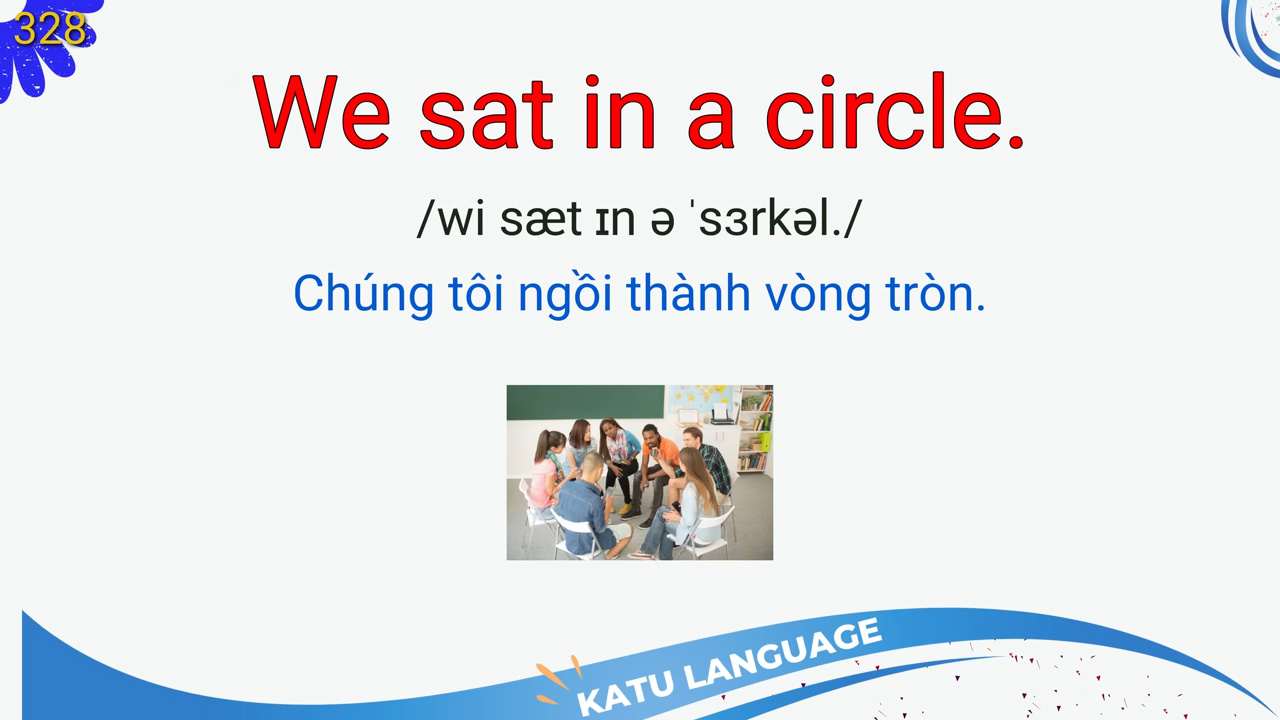 328
We sat in a circle.
/wi sæt ɪn ə ˈsɜrkəl./
Chúng tôi ngồi thành vòng tròn.
KATU LANGUAGE